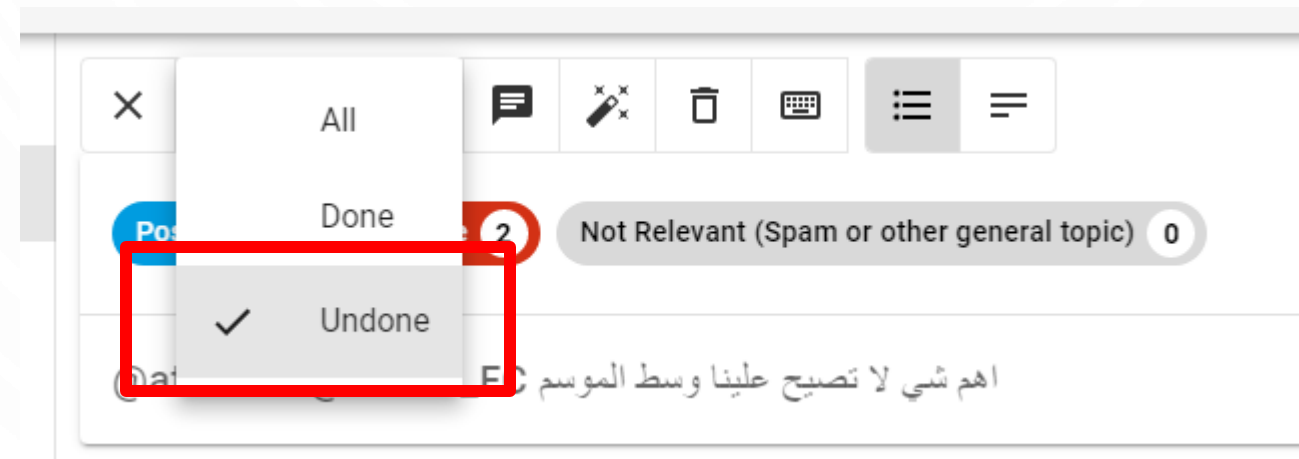 All
Done
Pos
2
Not Relevant (Spam or other general topic) 0
Undone
اهم شي لا تصيح علينا وسط الموسم